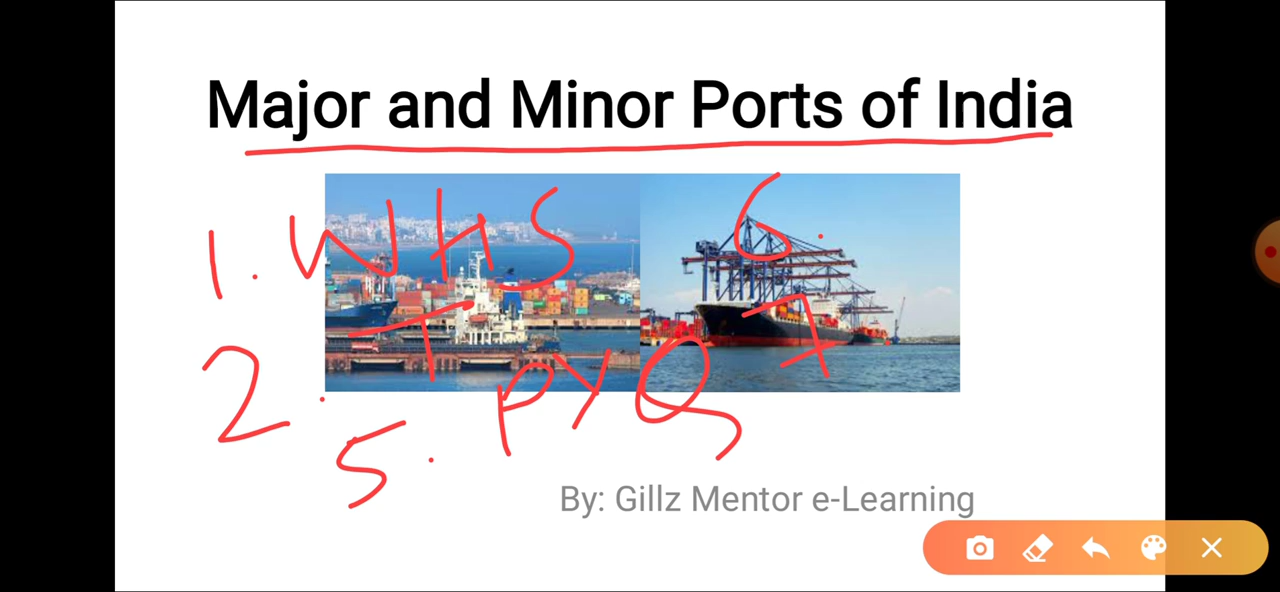 Major and Minor Ports of India
1. WHS
6.
2. T
7
5. PYQ
By: Gillz Mentor e-Learning